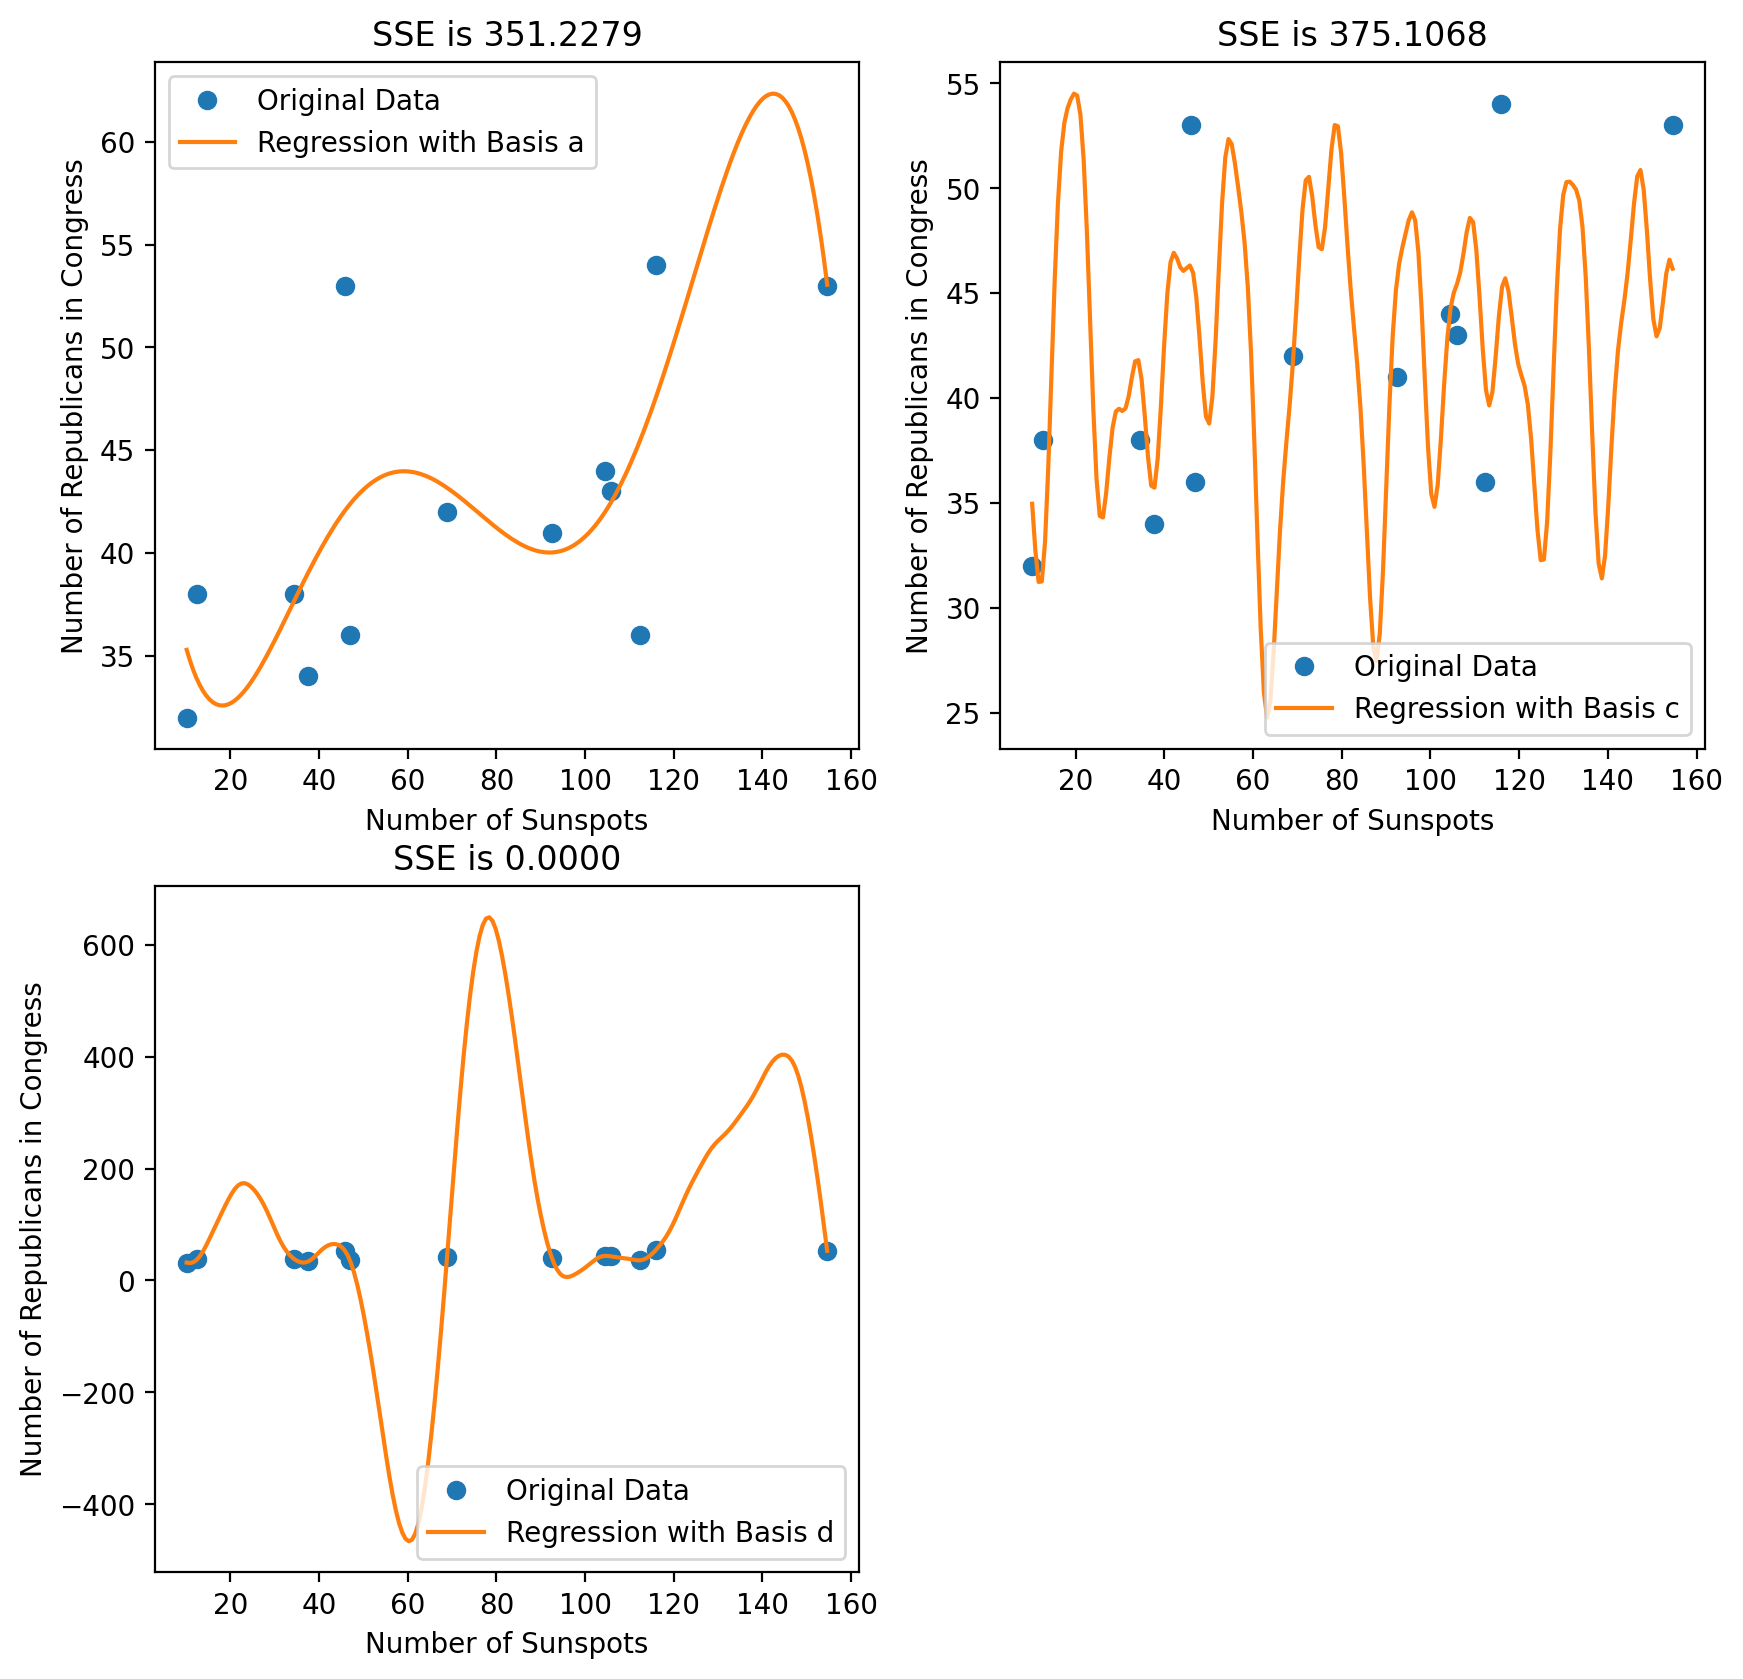 SSE is 351.2279
Original Data
Regression with Basis a
Number of Republicans in Congress
60
55
50
45
40
35
20 40 60 80 100 120 140 160
Number of Sunspots
SSE is 375.1068
Number of Republicans in Congress
55
50
45
40
35
30
25
Original Data
Regression with Basis c
20 40 60 80 100 120 140 160
Number of Sunspots
SSE is 0.0000
Number of Republicans in Congress
600
400
200
0
−200
−400
Original Data
Regression with Basis d
20 40 60 80 100 120 140 160
Number of Sunspots